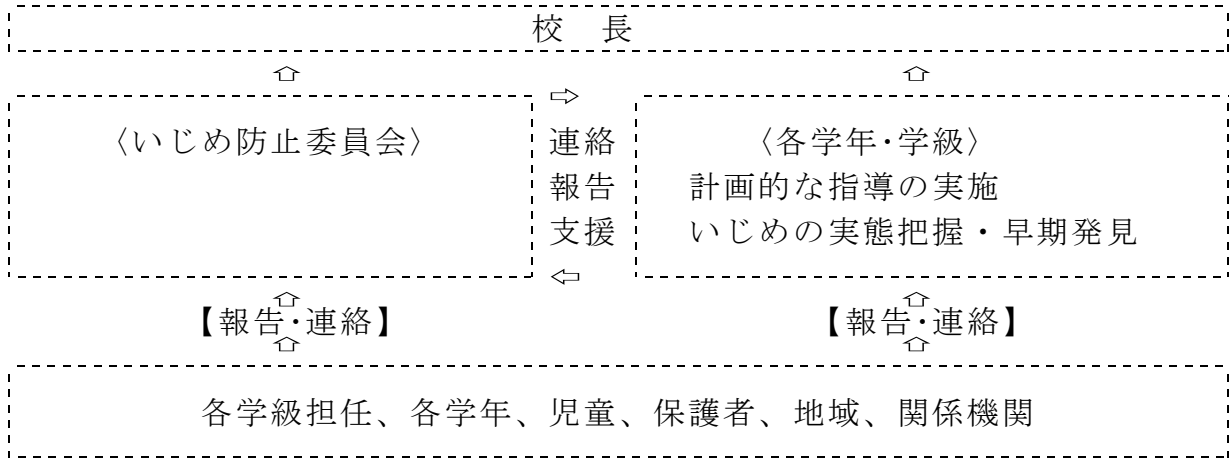 校　長
⇧　⇧
⇨
〈いじめ防止委員会〉
連絡
報告
支援
⇦
〈各学年・学級〉
計画的な指導の実施
いじめの実態把握・早期発見
⇧　⇧
【報告・連絡】　【報告・連絡】
⇧　⇧
各学級担任、各学年、児童、保護者、地域、関係機関